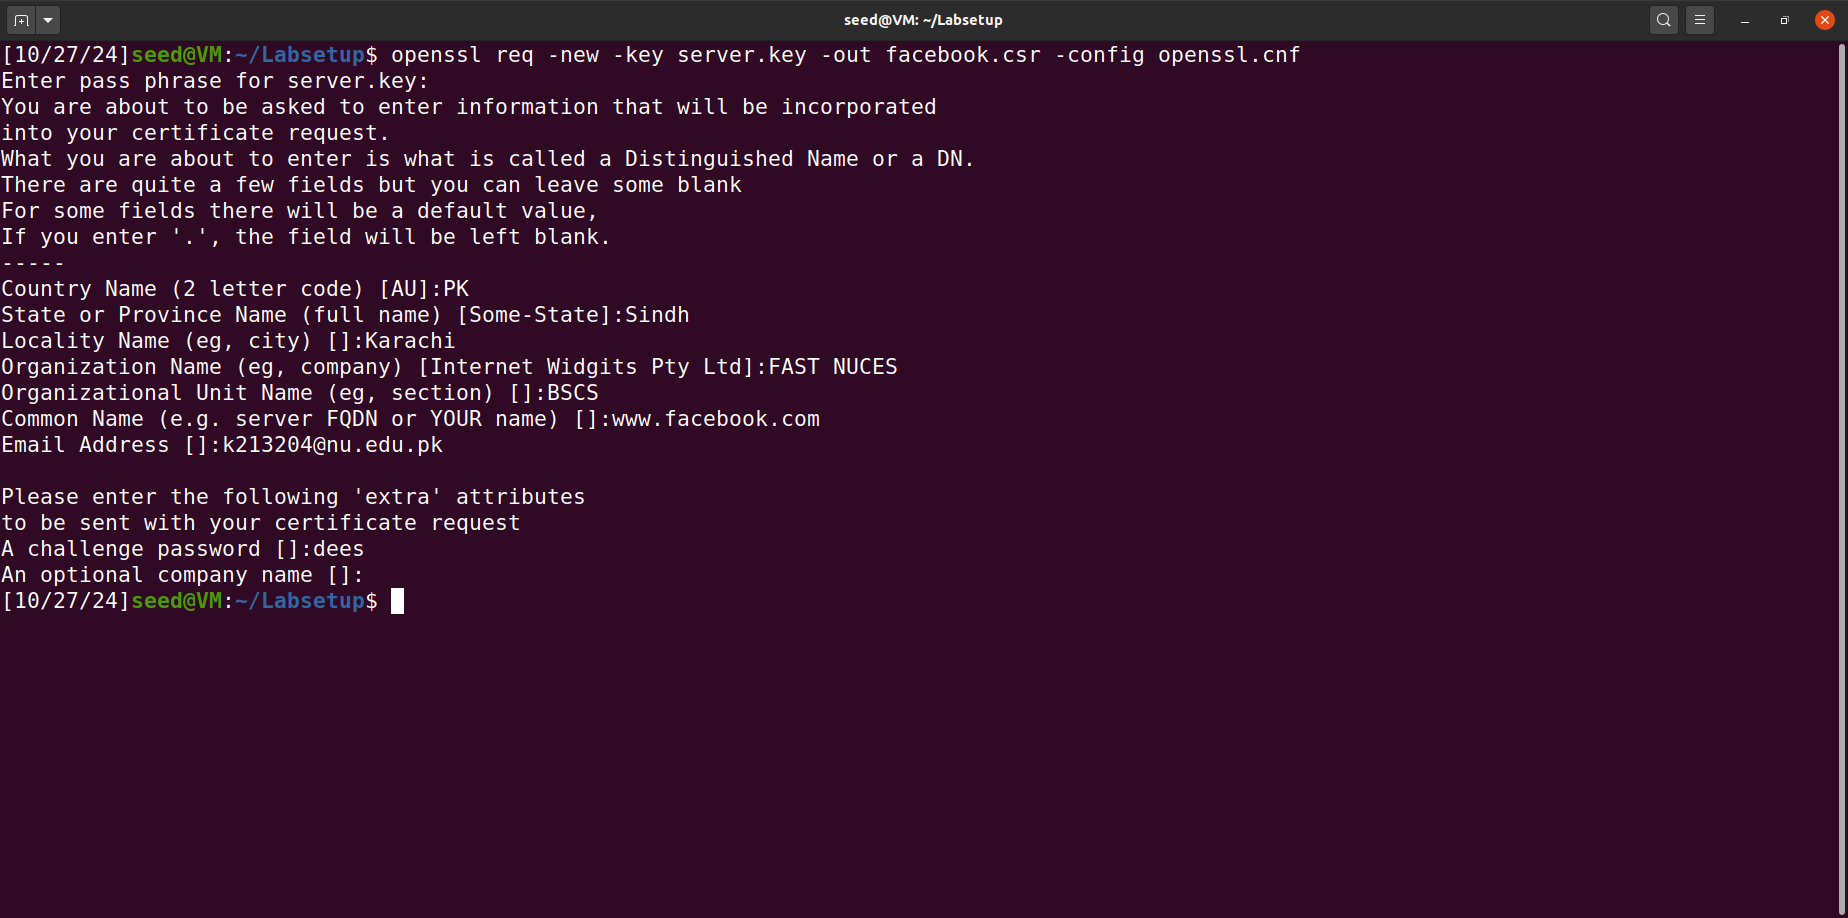 seed@VM: ~/Labsetup
[10/27/24]seed@VM:~/Labsetup$ openssl req -new -key server.key -out facebook.csr -config openssl.cnf
Enter pass phrase for server.key:
You are about to be asked to enter information that will be incorporated
into your certificate request.
What you are about to enter is what is called a Distinguished Name or a DN.
There are quite a few fields but you can leave some blank
For some fields there will be a default value,
If you enter '.', the field will be left blank.
-----
Country Name (2 letter code) [AU]:PK
State or Province Name (full name) [Some-State]:Sindh
Locality Name (eg, city) []:Karachi
Organization Name (eg, company) [Internet Widgits Pty Ltd]:FAST NUCES
Organizational Unit Name (eg, section) []:BSCS
Common Name (e.g. server FQDN or YOUR name) []:www.facebook.com
Email Address []:k213204@nu.edu.pk

Please enter the following 'extra' attributes
to be sent with your certificate request
A challenge password []:dees
An optional company name []:
[10/27/24]seed@VM:~/Labsetup$